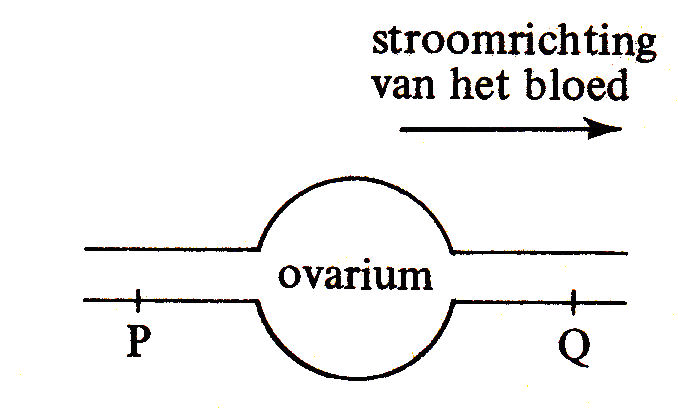 stroomrichting
van het bloed
ovarium
P
Q